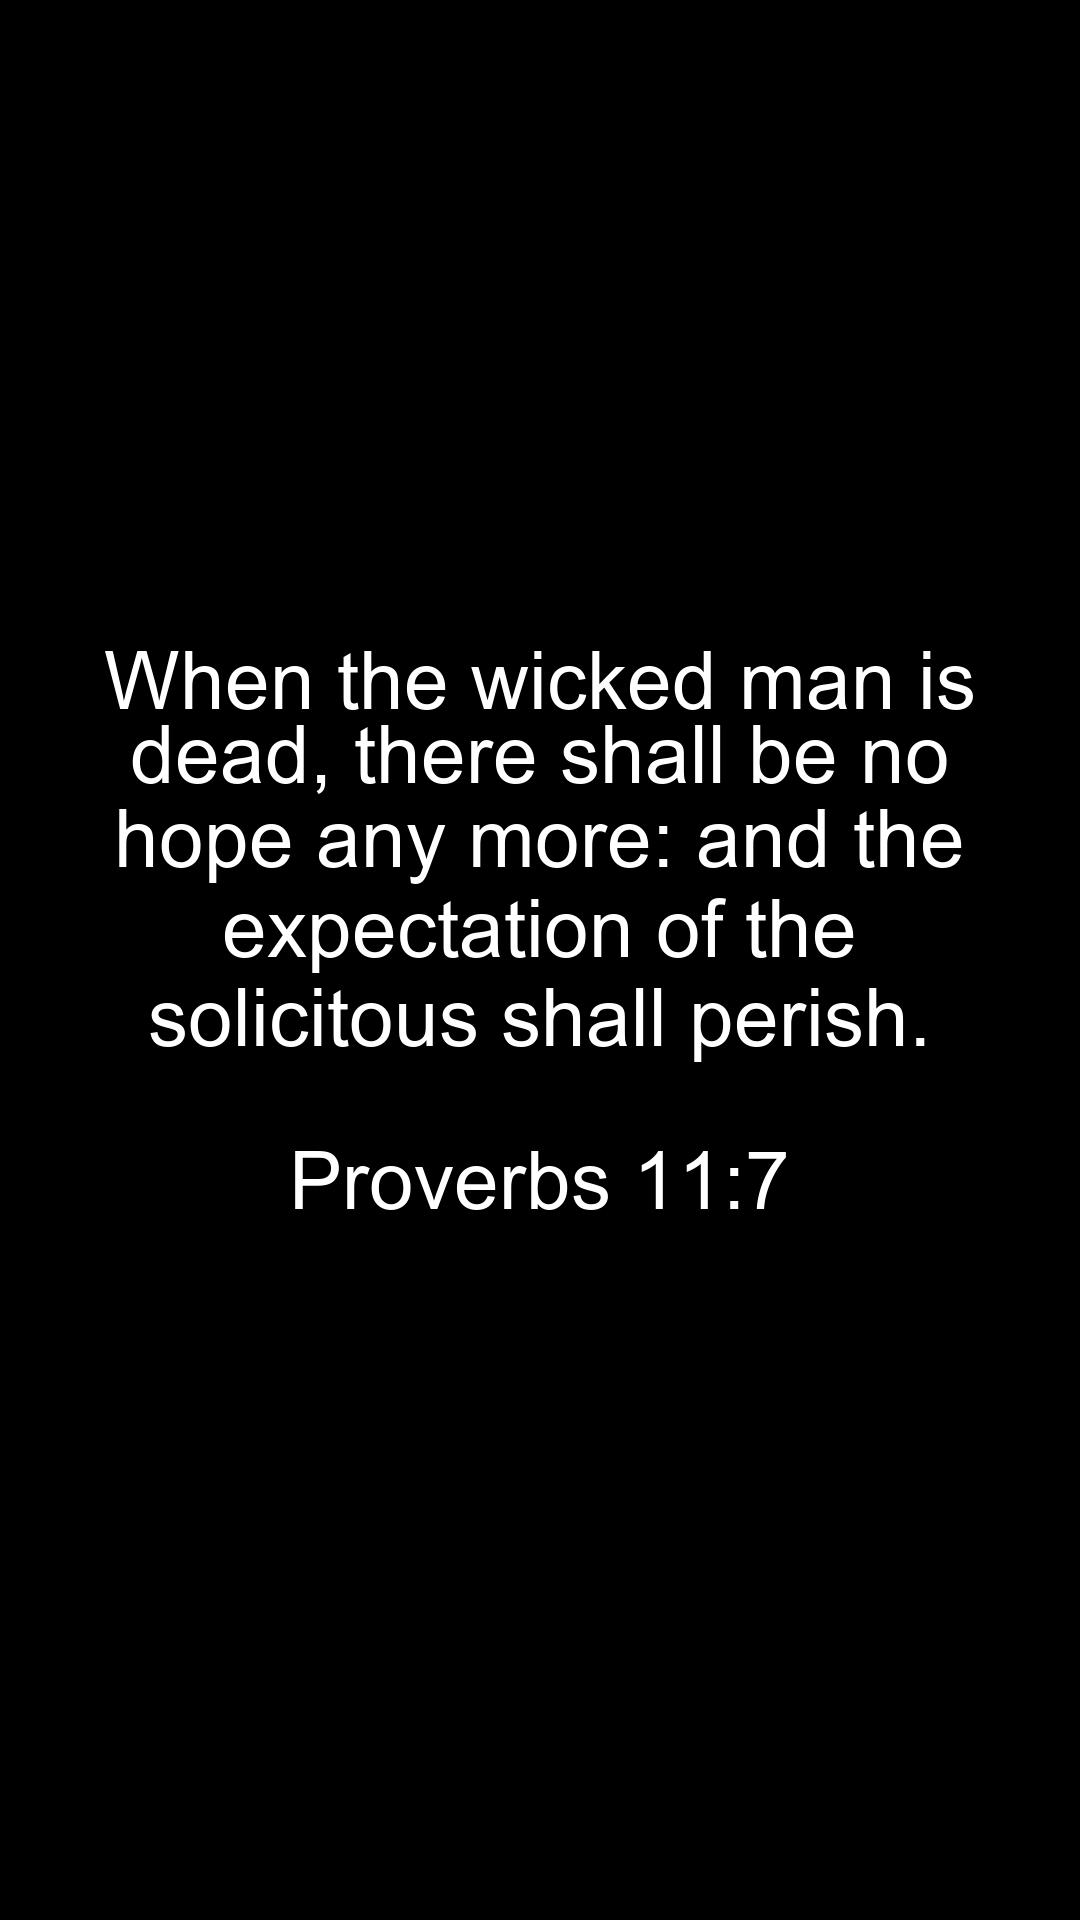 When the wicked man is
dead, there shall be no
hope any more: and the
expectation of the
solicitous shall perish.
Proverbs 11:7